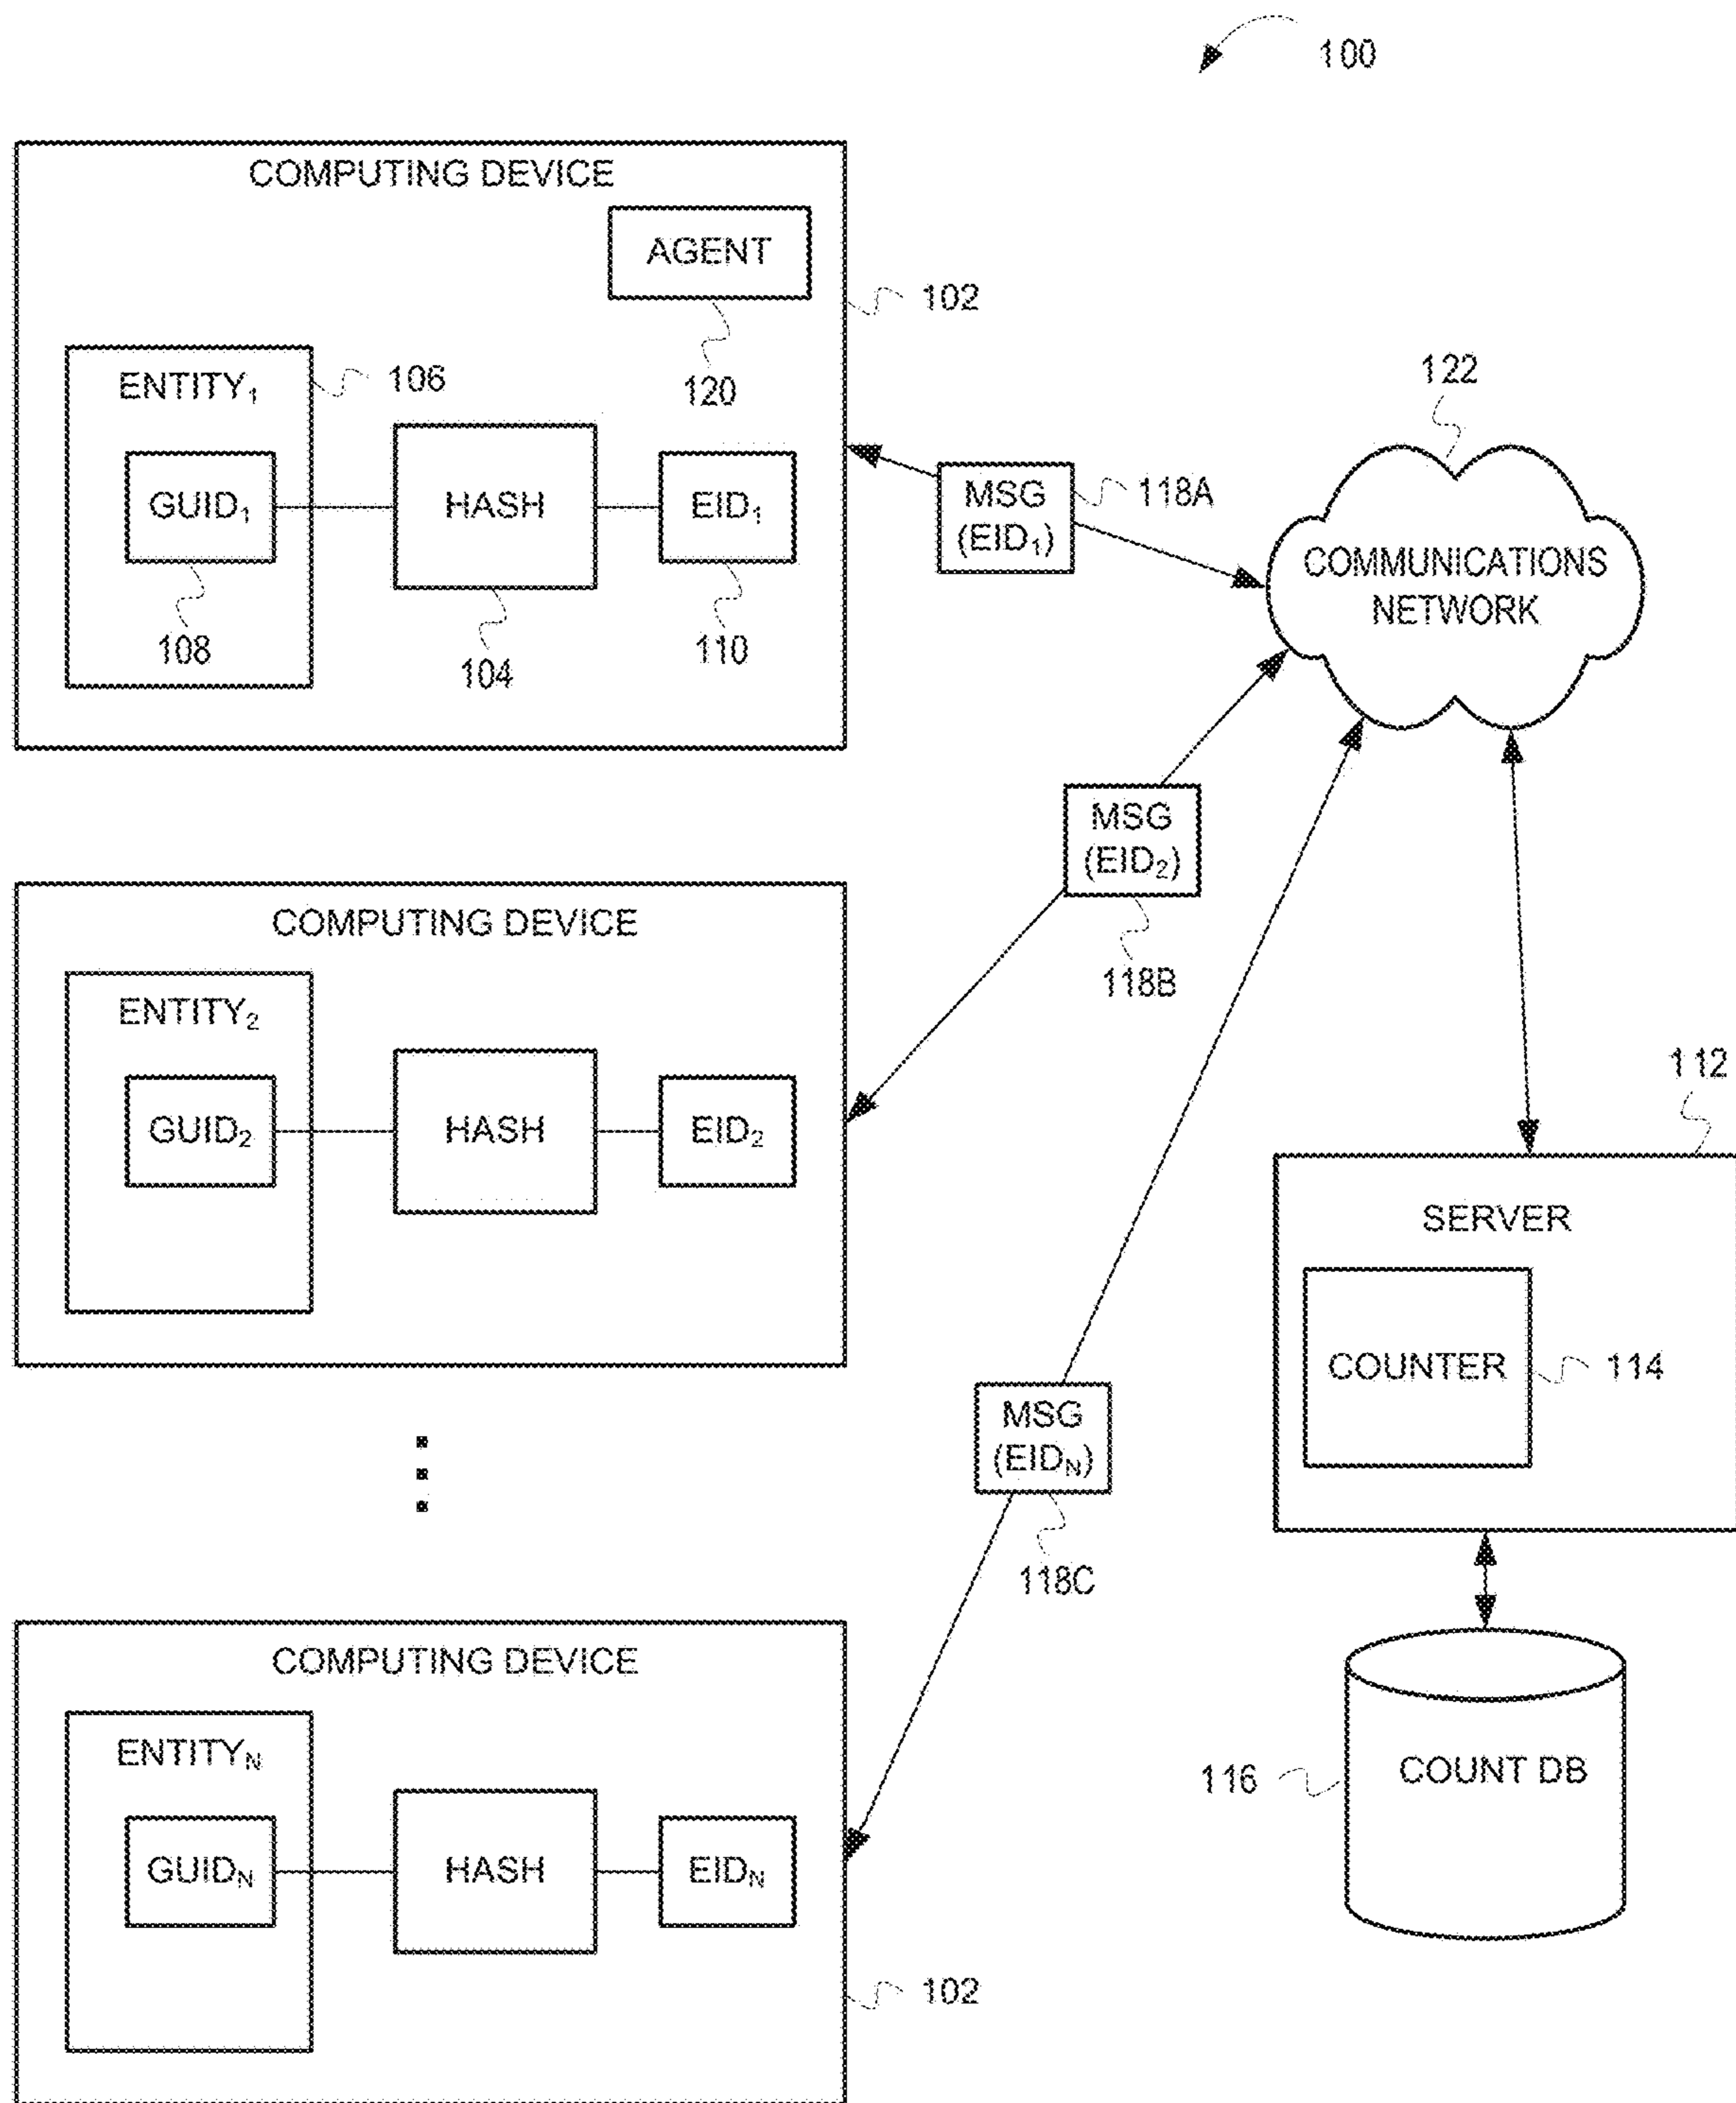 100
COMPUTING DEVICE
AGENT
102
120
ENTITY₁
106
GUID₁
HASH
EID₁
108
104
110
MSG
(EID₁)
118A
122
COMMUNICATIONS
NETWORK
MSG
(EID₂)
118B
COMPUTING DEVICE
ENTITY₂
GUID₂
HASH
EID₂
112
SERVER
COUNTER
114
MSG
(EIDN)
118C
COMPUTING DEVICE
ENTITYN
GUIDN
HASH
EIDN
102
116
COUNT DB